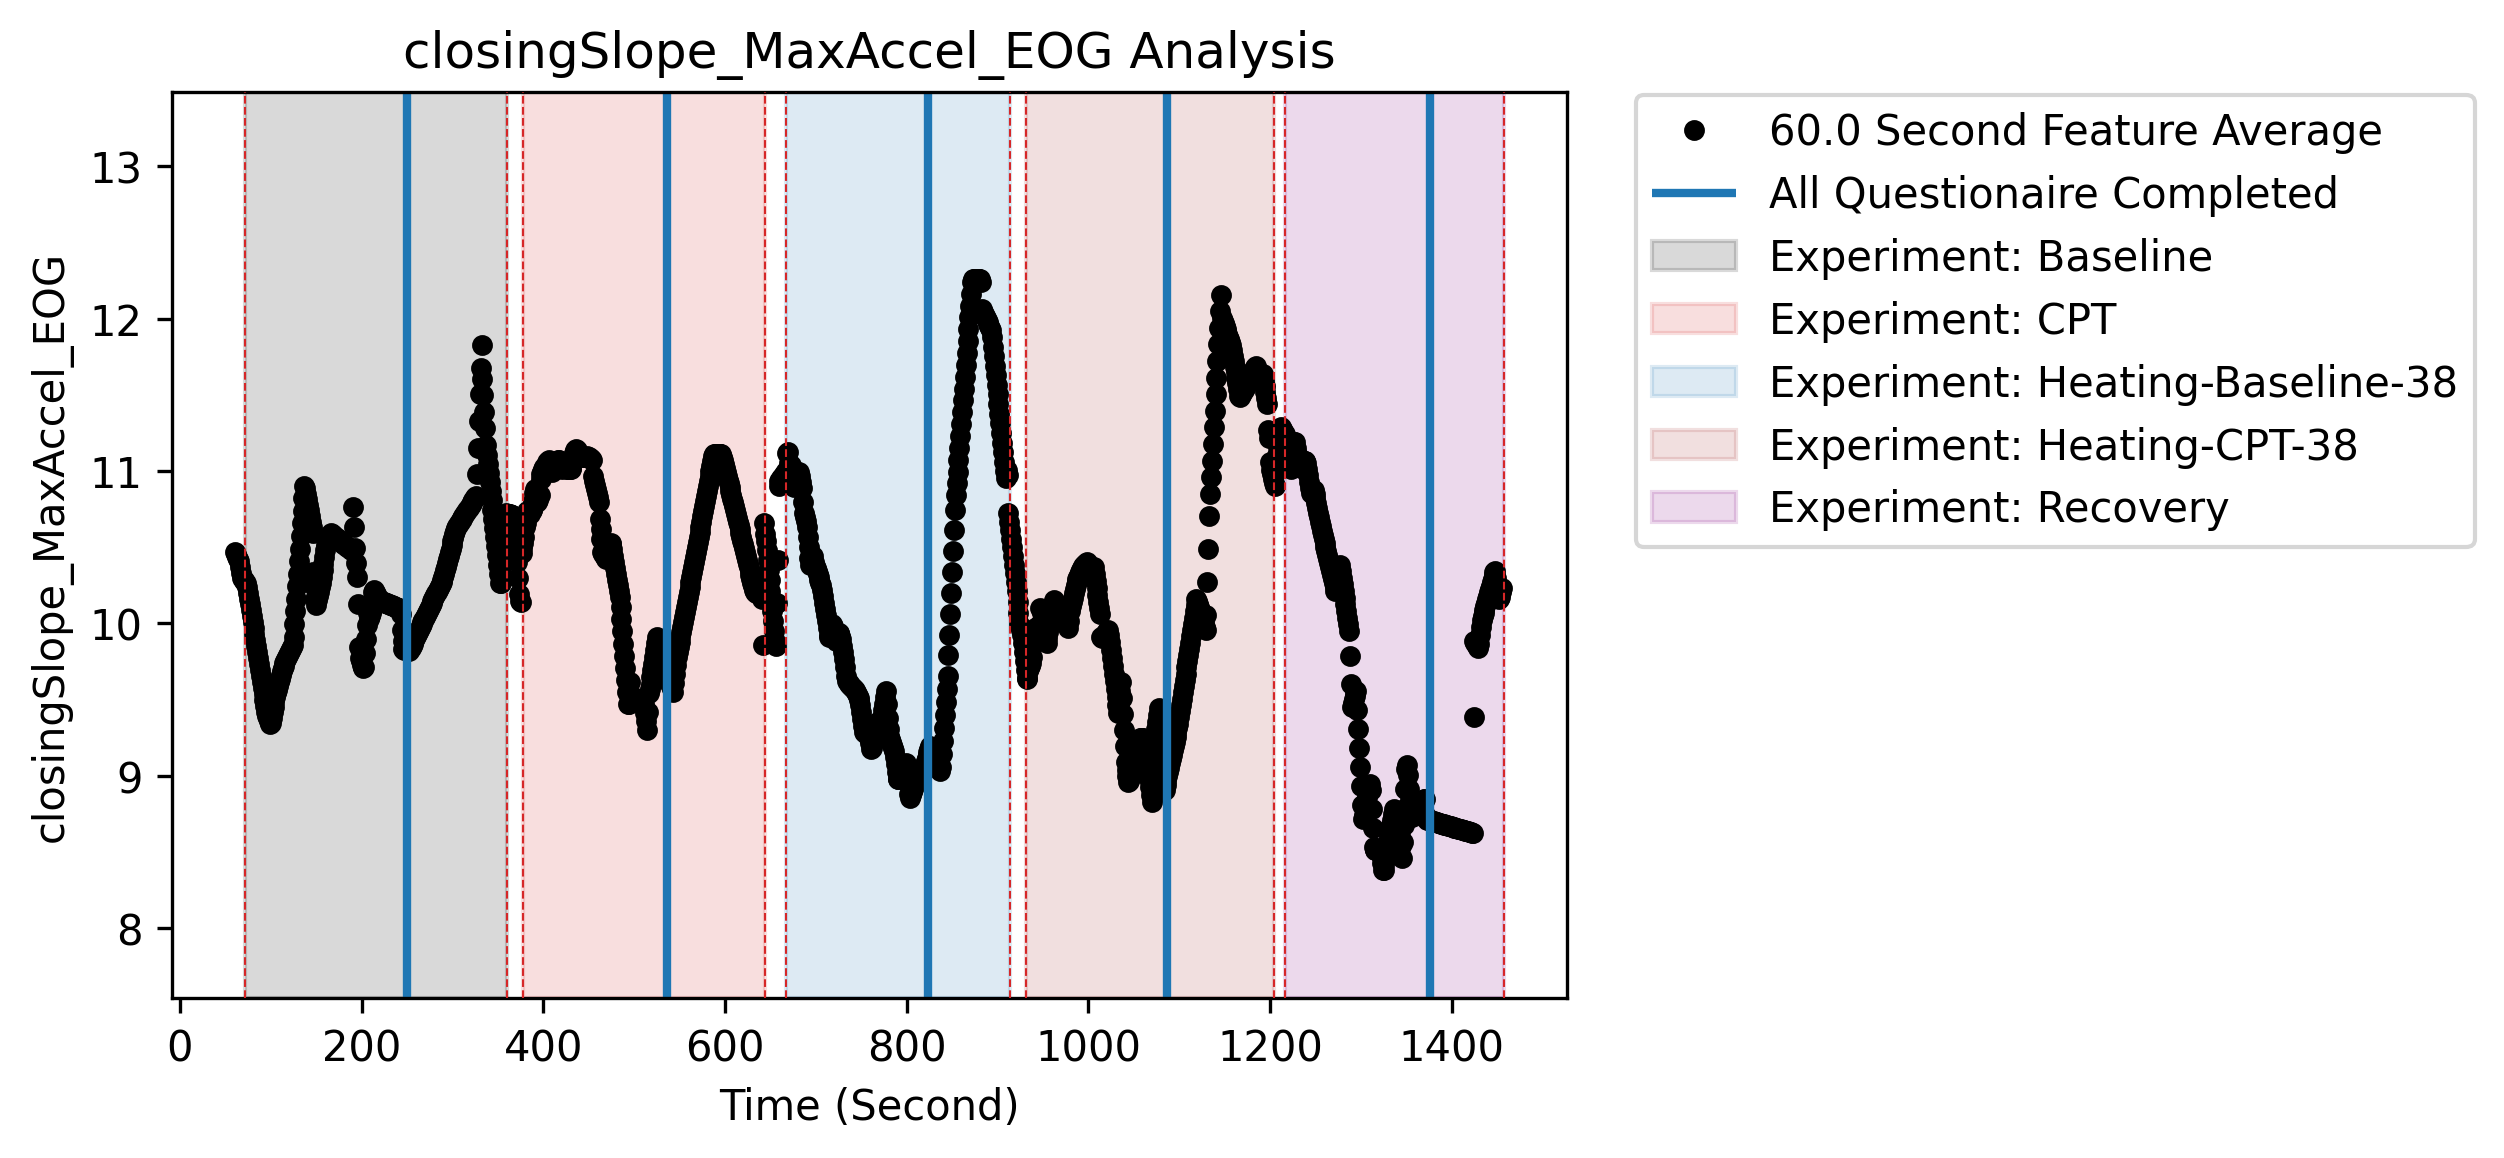 closingSlope_MaxAccel_EOG Analysis
closingSlope_MaxAccel_EOG
13
12
11
10
9
8
0 200 400 600 800 1000 1200 1400
Time (Second)
60.0 Second Feature Average
All Questionaire Completed
Experiment: Baseline
Experiment: CPT
Experiment: Heating-Baseline-38
Experiment: Heating-CPT-38
Experiment: Recovery